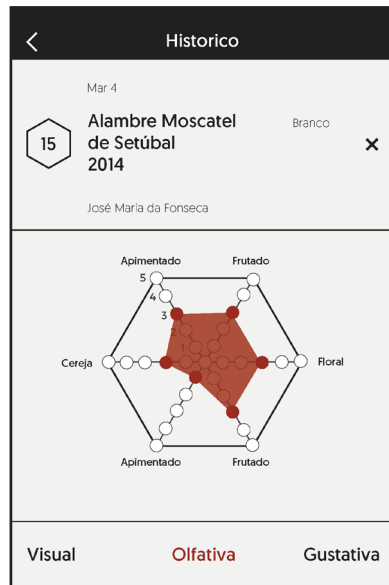 Historico
Mar 4
15
Alambre Moscatel
de Setúbal
2014
Branco
José Maria da Fonseca
Apimentado
Frutado
5
4
3
2
1
Cereja
Floral
Apimentado
Frutado
Visual
Olfativa
Gustativa